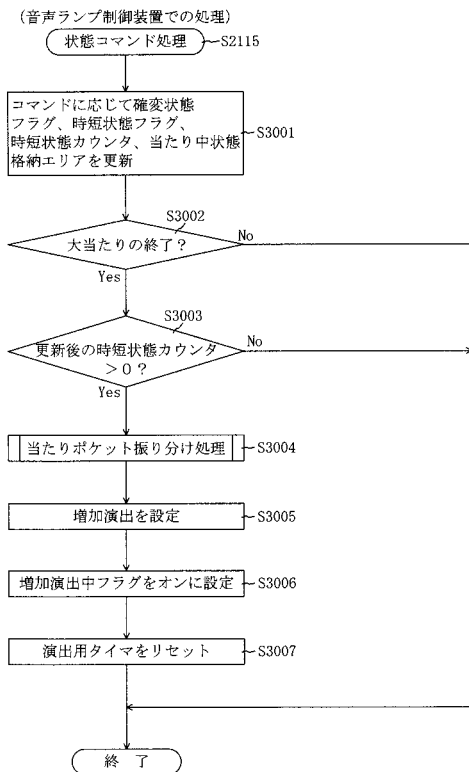 (音声ランプ制御装置での処理)
状態コマンド処理
S2115
コマンドに応じて確変状態
フラグ、時短状態フラグ、
時短状態カウンタ、当たり中状態
格納エリアを更新
S3001
S3002
大当たりの終了?
No
Yes
S3003
更新後の時短状態カウンタ
>0?
No
Yes
当たりポケット振り分け処理
S3004
増加演出を設定
S3005
増加演出中フラグをオンに設定
S3006
演出用タイマをリセット
S3007
終 了